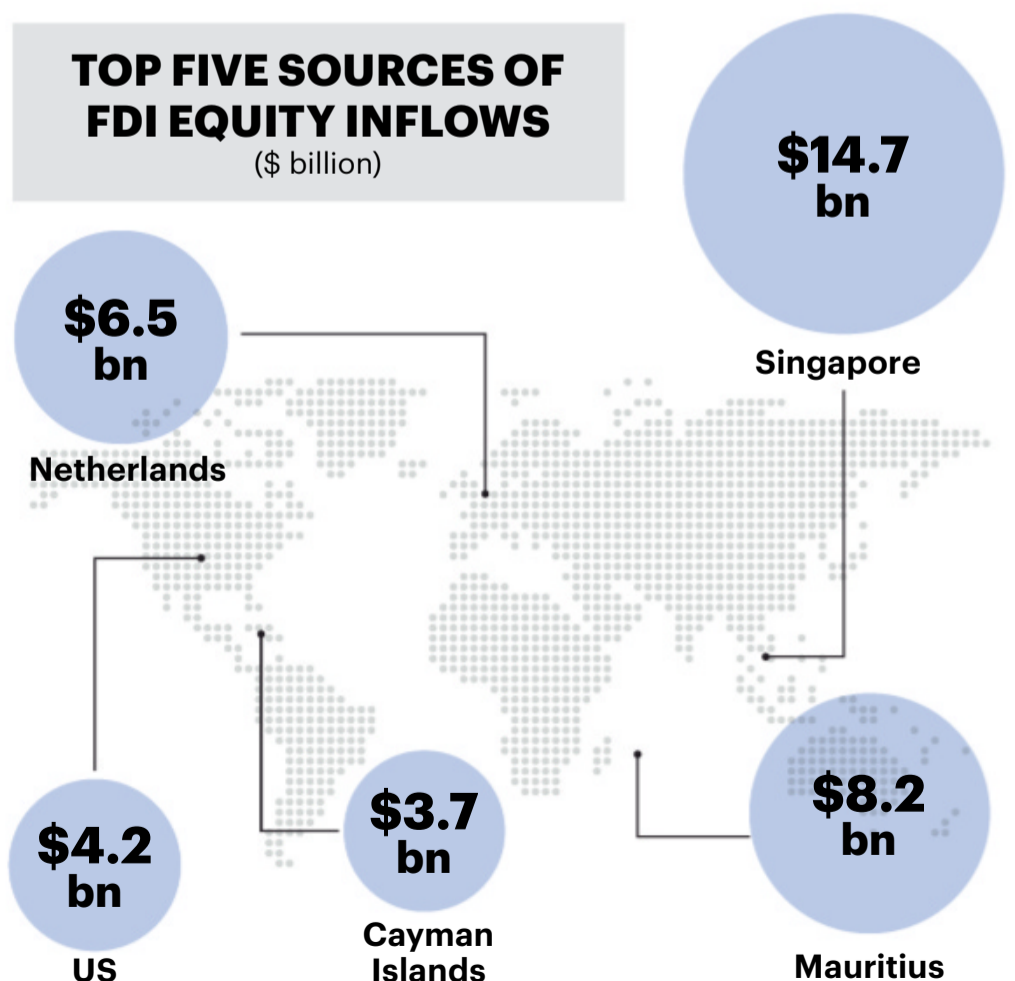 TOP FIVE SOURCES OF
FDI EQUITY INFLOWS
($ billion)
$14.7
bn
Singapore
$6.5
bn
Netherlands
$4.2
bn
US
$3.7
bn
Cayman
Islands
$8.2
bn
Mauritius